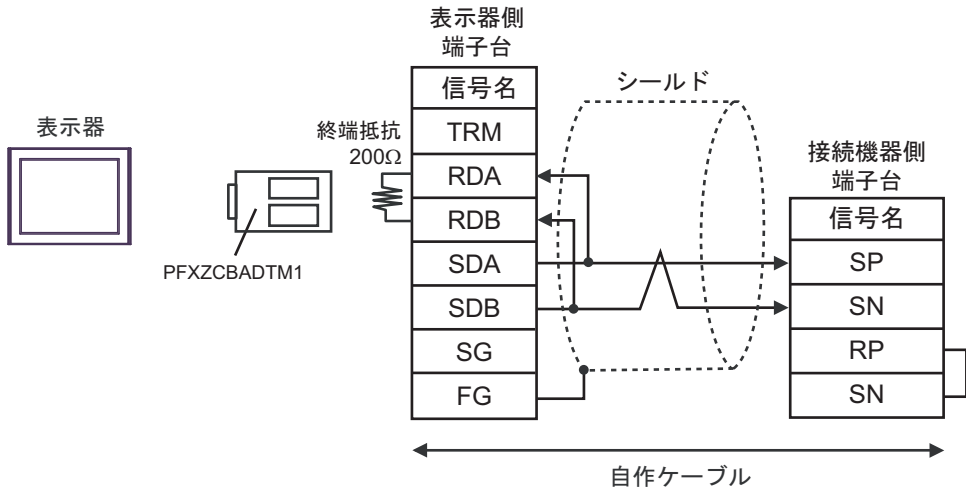 表示器
PFXZCBADTM1
終端抵抗
200Ω
表示器側
端子台
信号名
TRM
RDA
RDB
SDA
SDB
SG
FG
シールド
接続機器側
端子台
信号名
SP
SN
RP
SN
自作ケーブル